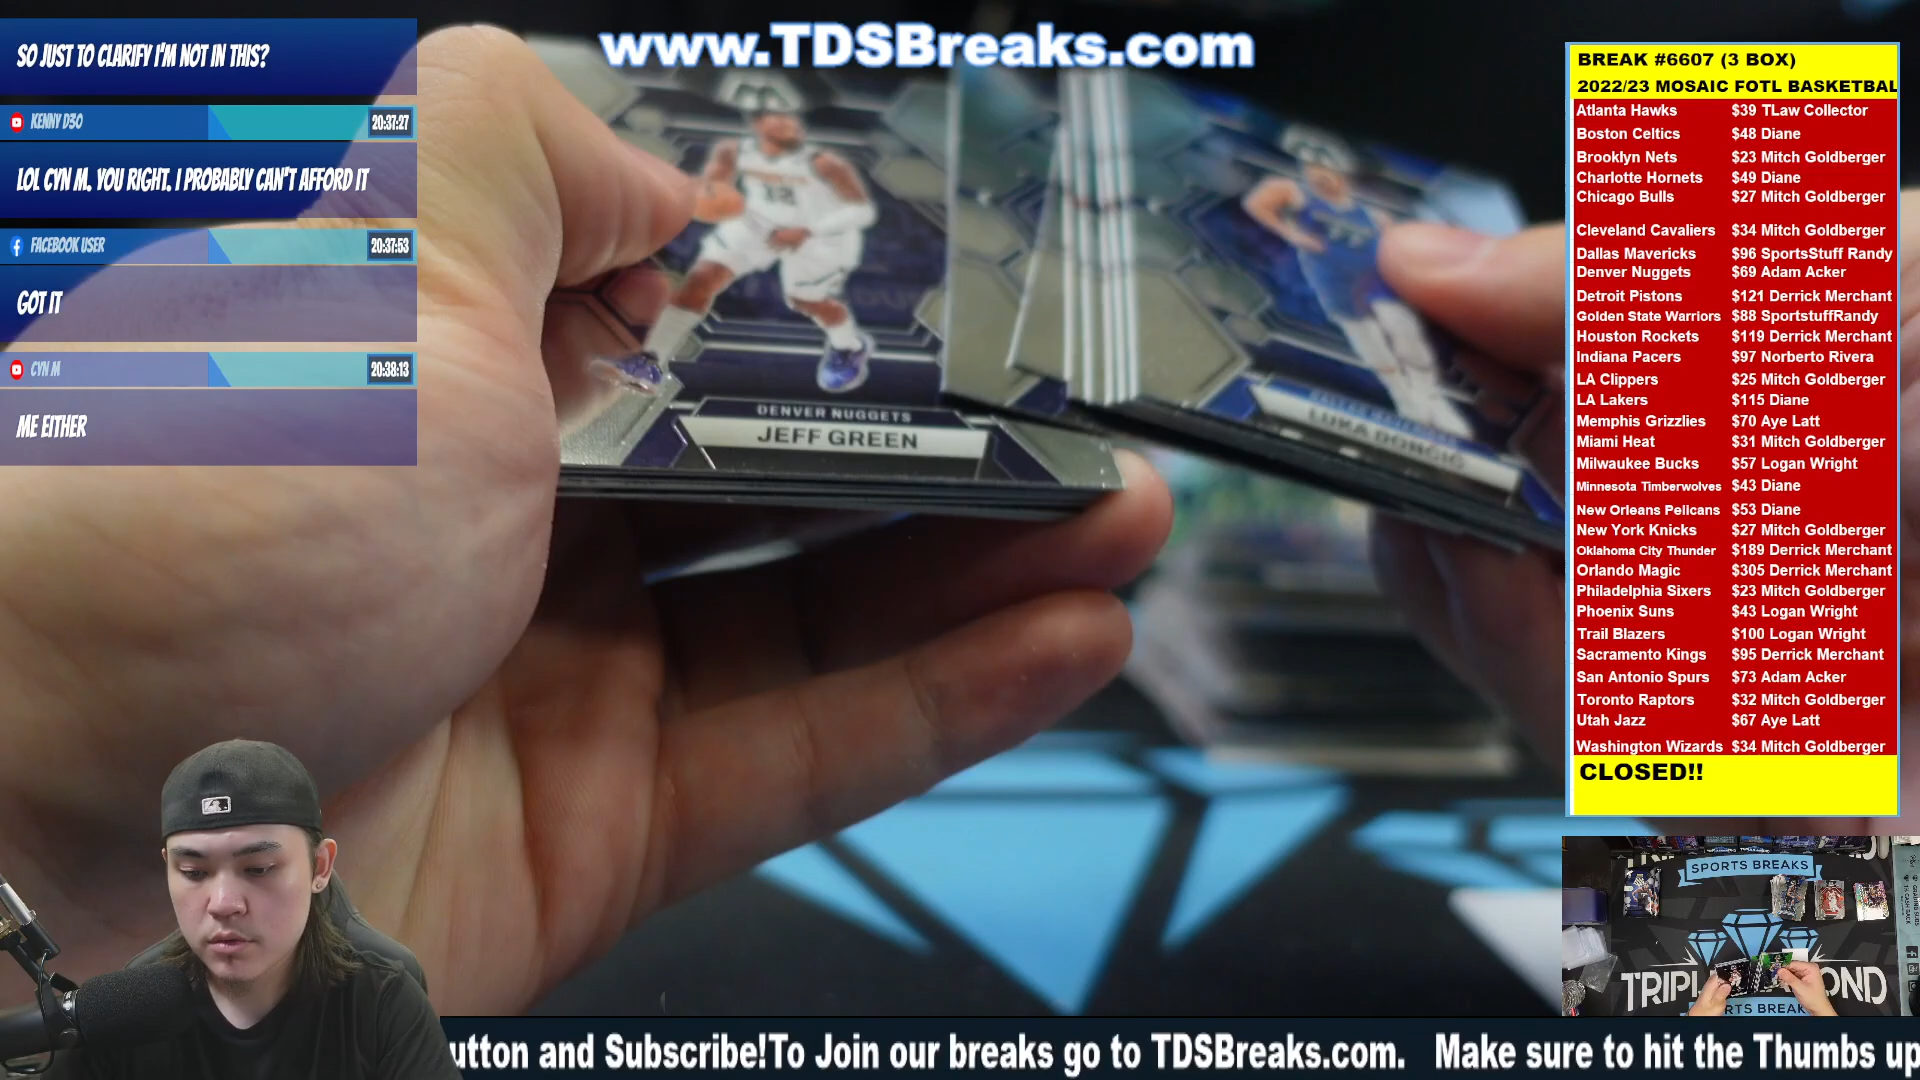 www.TDSBreaks.com
SO JUST TO CLARIFY I'M NOT IN THIS?
KENNY D30 20:37:27
LOL CYN M. YOU RIGHT. I PROBABLY CAN'T AFFORD IT
FACEBOOK USER 20:37:53
GOT IT
CYN M 20:38:13
ME EITHER
DENVER NUGGETS
JEFF GREEN
LUKA DONCIC
BREAK #6607 (3 BOX)
2022/23 MOSAIC FOTL BASKETBAL
Atlanta Hawks $39 TLaw Collector
Boston Celtics $48 Diane
Brooklyn Nets $23 Mitch Goldberger
Charlotte Hornets $49 Diane
Chicago Bulls $27 Mitch Goldberger
Cleveland Cavaliers $34 Mitch Goldberger
Dallas Mavericks $96 SportsStuff Randy
Denver Nuggets $69 Adam Acker
Detroit Pistons $121 Derrick Merchant
Golden State Warriors $88 SportstuffRandy
Houston Rockets $119 Derrick Merchant
Indiana Pacers $97 Norberto Rivera
LA Clippers $25 Mitch Goldberger
LA Lakers $115 Diane
Memphis Grizzlies $70 Aye Latt
Miami Heat $31 Mitch Goldberger
Milwaukee Bucks $57 Logan Wright
Minnesota Timberwolves $43 Diane
New Orleans Pelicans $53 Diane
New York Knicks $27 Mitch Goldberger
Oklahoma City Thunder $189 Derrick Merchant
Orlando Magic $305 Derrick Merchant
Philadelphia Sixers $23 Mitch Goldberger
Phoenix Suns $43 Logan Wright
Trail Blazers $100 Logan Wright
Sacramento Kings $95 Derrick Merchant
San Antonio Spurs $73 Adam Acker
Toronto Raptors $32 Mitch Goldberger
Utah Jazz $67 Aye Latt
Washington Wizards $34 Mitch Goldberger
CLOSED!!
SPORTS BREAKS
TRIPL OND
RTS BREAK
utton and Subscribe!To Join our breaks go to TDSBreaks.com. Make sure to hit the Thumbs up